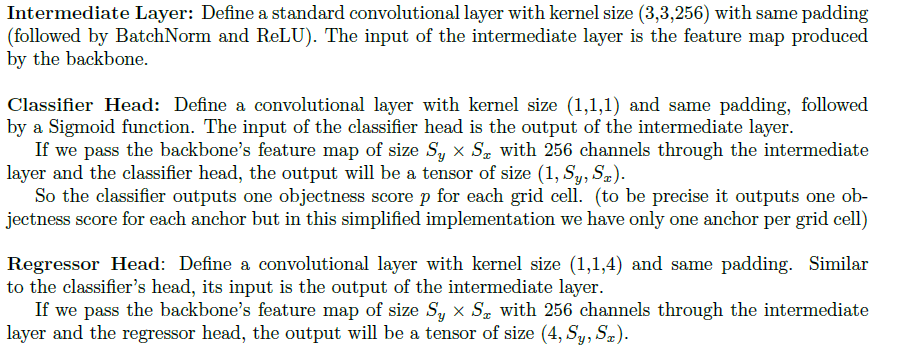 Intermediate Layer: Define a standard convolutional layer with kernel size (3,3,256) with same padding
(followed by BatchNorm and ReLU). The input of the intermediate layer is the feature map produced
by the backbone.
Classifier Head: Define a convolutional layer with kernel size (1,1,1) and same padding, followed
by a Sigmoid function. The input of the classifier head is the output of the intermediate layer.
If we pass the backbone's feature map of size S_y × S_x with 256 channels through the intermediate
layer and the classifier head, the output will be a tensor of size (1, S_y, S_x).
So the classifier outputs one objectness score p for each grid cell. (to be precise it outputs one ob-
jectness score for each anchor but in this simplified implementation we have only one anchor per grid cell)
Regressor Head: Define a convolutional layer with kernel size (1,1,4) and same padding. Similar
to the classifier's head, its input is the output of the intermediate layer.
If we pass the backbone's feature map of size S_y × S_x with 256 channels through the intermediate
layer and the regressor head, the output will be a tensor of size (4, S_y, S_x).